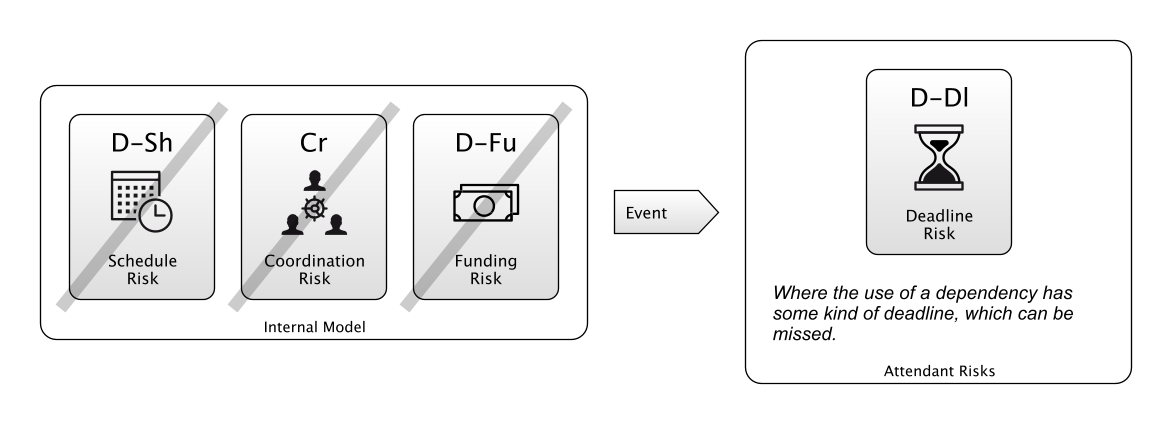 D-Sh
Schedule
Risk
Cr
Coordination
Risk
D-Fu
Funding
Risk
Internal Model
Event
D-Dl
Deadline
Risk
Where the use of a dependency has
some kind of deadline, which can be
missed.
Attendant Risks